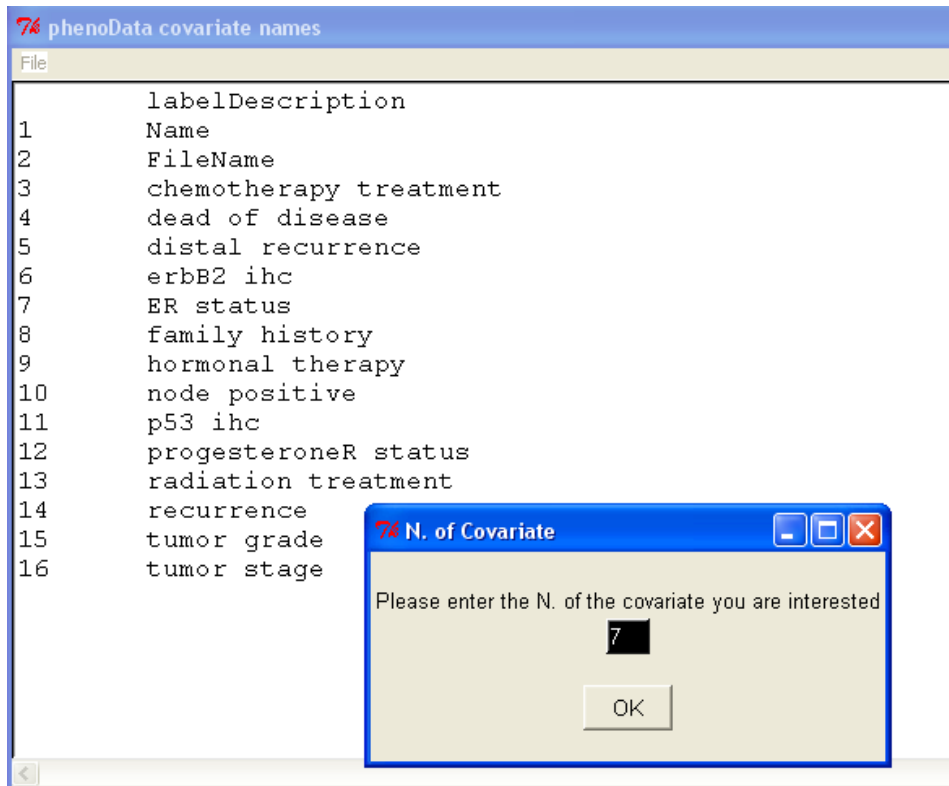 7k phenoData covariate names
File
labelDescription
1 Name
2 FileName
3 chemotherapy treatment
4 dead of disease
5 distal recurrence
6 erbB2 ihc
7 ER status
8 family history
9 hormonal therapy
10 node positive
11 p53 ihc
12 progesteroneR status
13 radiation treatment
14 recurrence
15 tumor grade
16 tumor stage
7k N. of Covariate
Please enter the N. of the covariate you are interested
7
OK